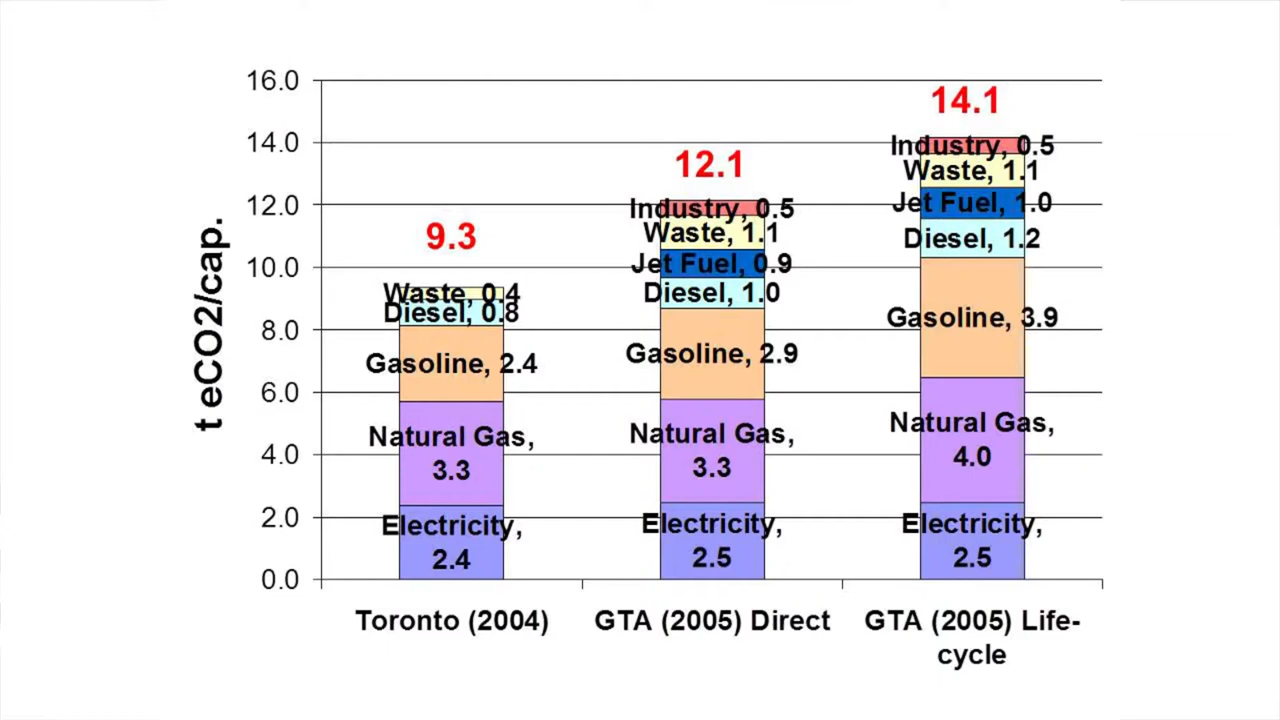 16.0
14.0
12.0
10.0
8.0
6.0
4.0
2.0
0.0
t eCO2/cap.
9.3
Waste, 0.4
Diesel, 0.8
Gasoline, 2.4
Natural Gas,
3.3
Electricity,
2.4
Toronto (2004)
12.1
Industry, 0.5
Waste, 1.1
Jet Fuel, 0.9
Diesel, 1.0
Gasoline, 2.9
Natural Gas,
3.3
Electricity,
2.5
GTA (2005) Direct
14.1
Industry, 0.5
Waste, 1.1
Jet Fuel, 1.0
Diesel, 1.2
Gasoline, 3.9
Natural Gas,
4.0
Electricity,
2.5
GTA (2005) Life-
cycle